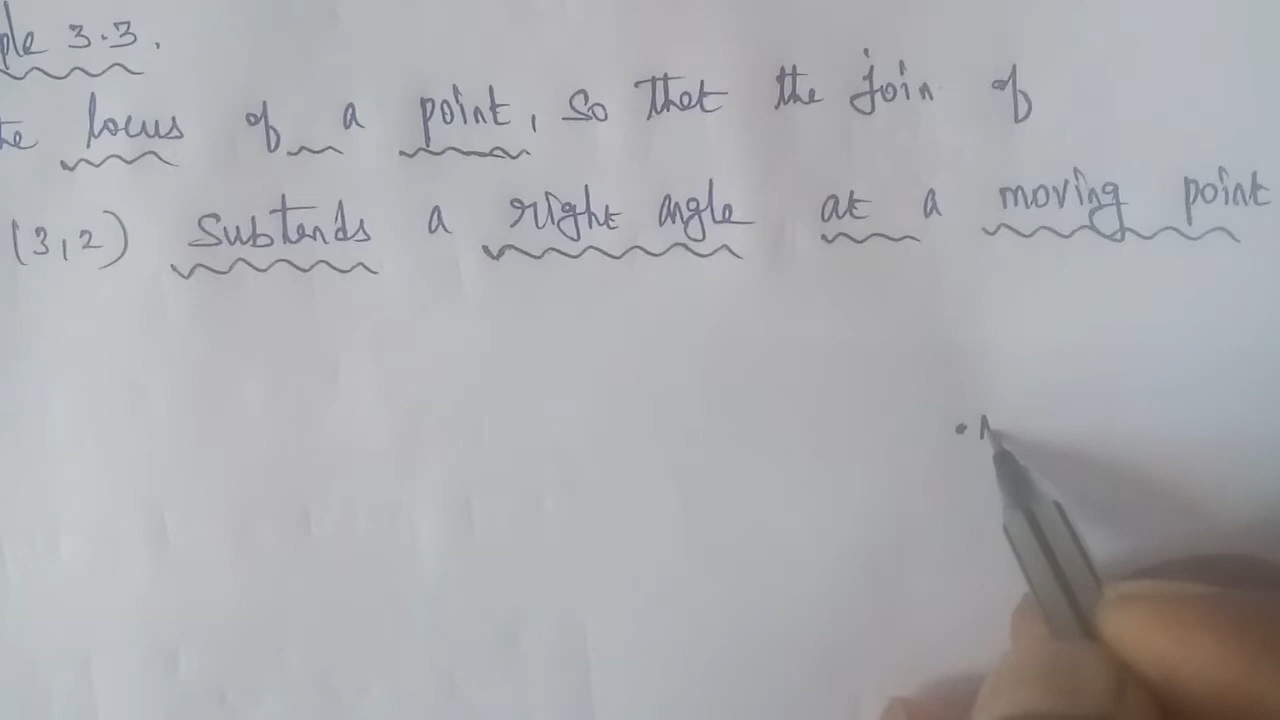 ple 3.3.
he locus of a point, so that the join of
(3,2) subtends a right angle at a moving point